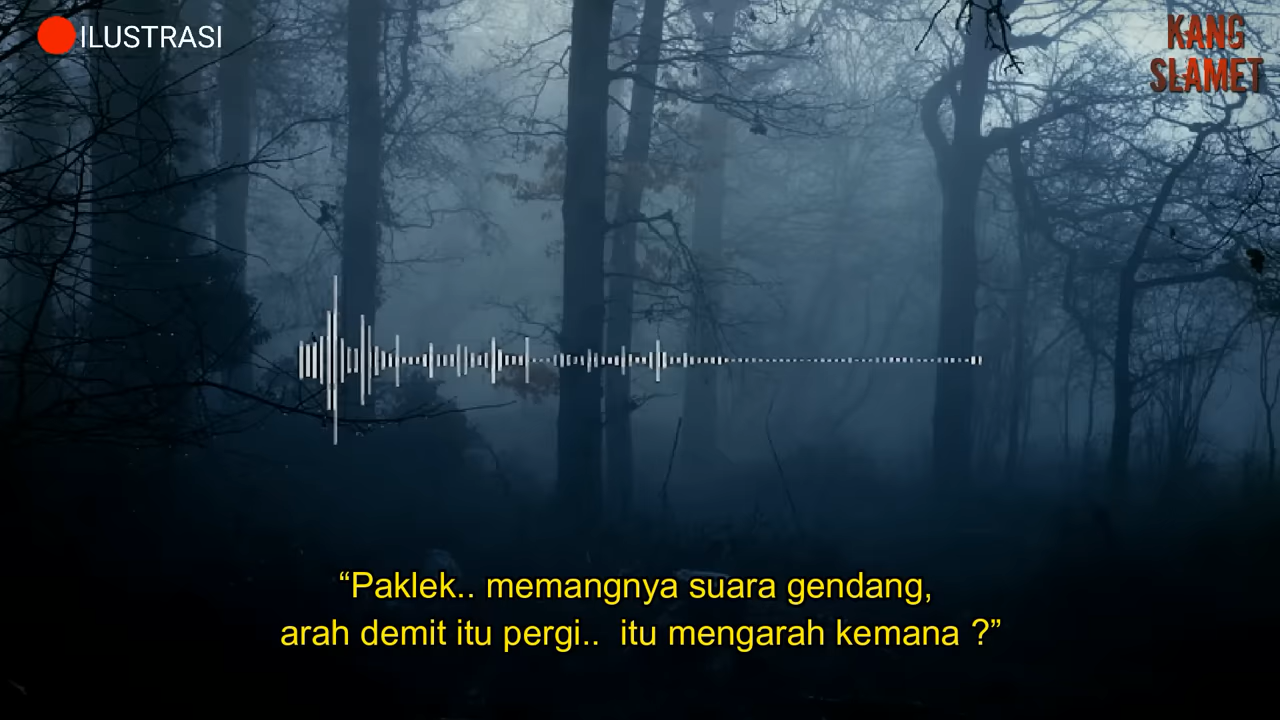 ILUSTRASI
KANG
SLAMET
“Paklek.. memangnya suara gendang,
arah demit itu pergi..  itu mengarah kemana ?”